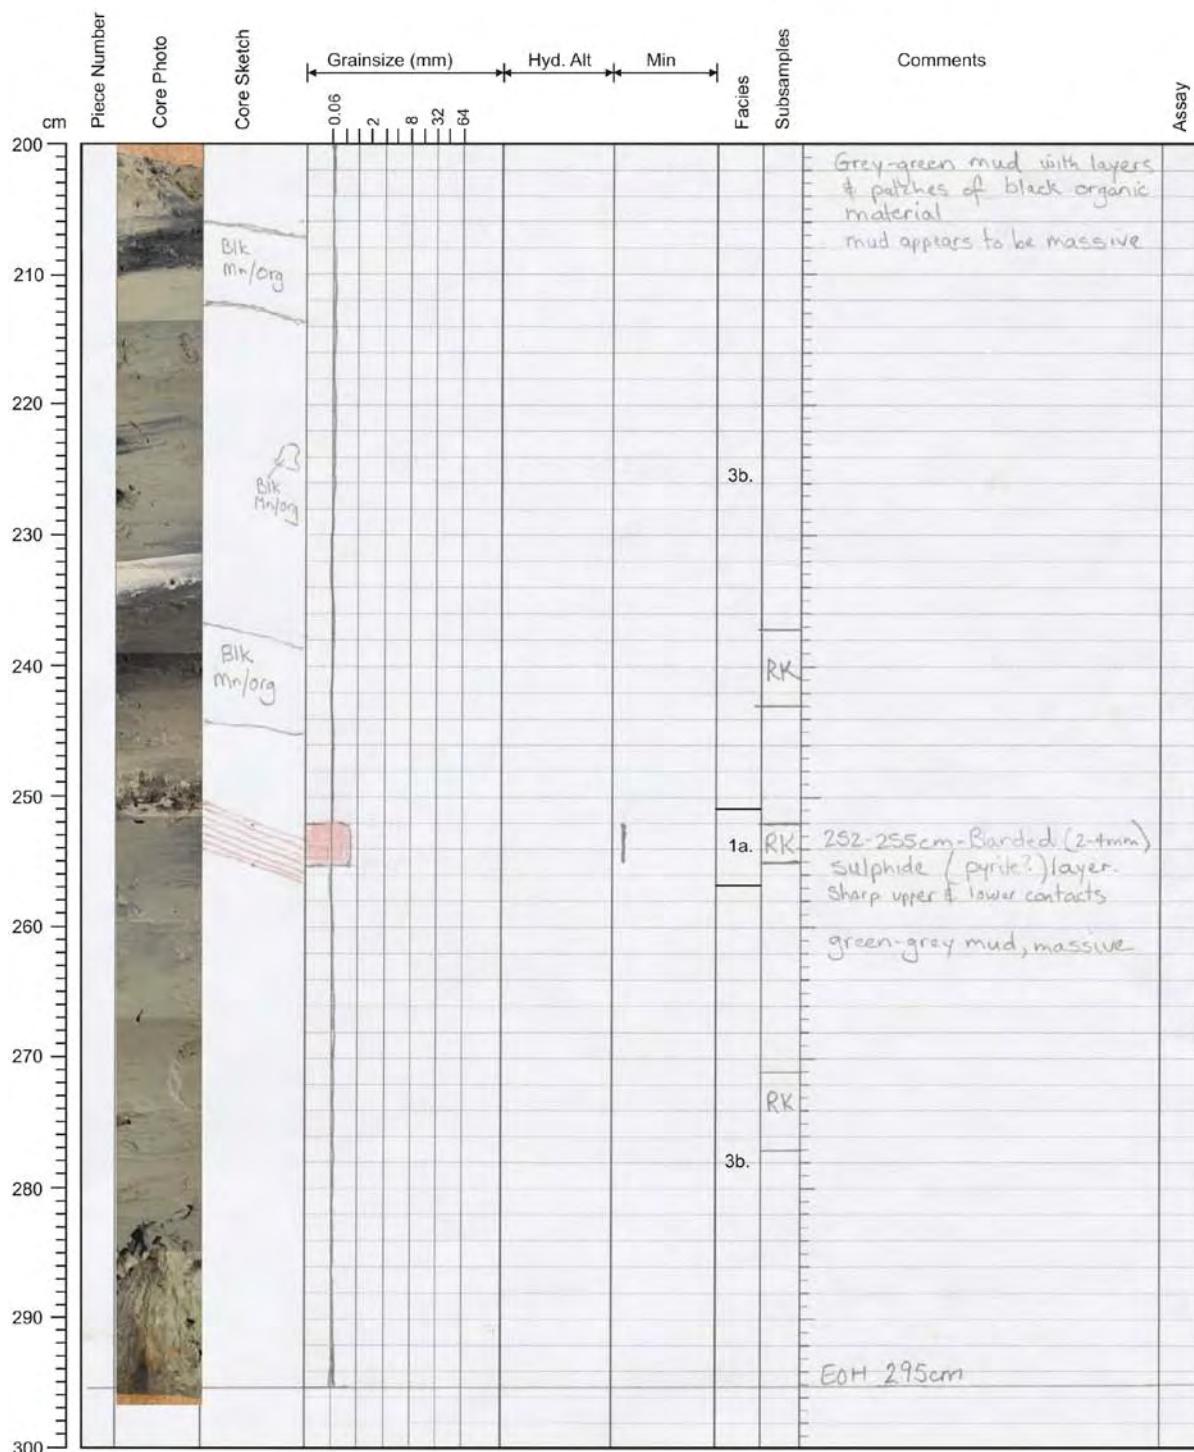 Piece Number
Core Photo
Core Sketch
Grainsize (mm)
Hyd. Alt
Min
Facies
Subsamples
Comments
Assay
cm
0.06
2
8
32
64
200
210
220
230
240
250
260
270
280
290
300
Grey-green mud with layers
& patches of black organic
material
mud appears to be massive
Blk
Mn/org
Blk
Mn/org
3b.
Blk
Mn/org
RK
1a.
RK
252-255cm-Banded (2-4mm)
sulphide (pyrite?) layer.
sharp upper & lower contacts
green-grey mud, massive
RK
3b.
EOH 295cm